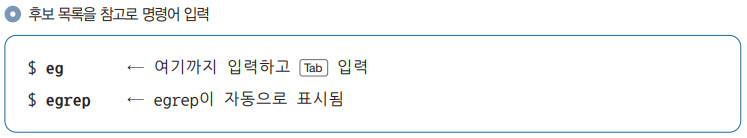 후보 목록을 참고로 명령어 입력
$ eg ← 여기까지 입력하고 Tab 입력
$ egrep ← egrep이 자동으로 표시됨